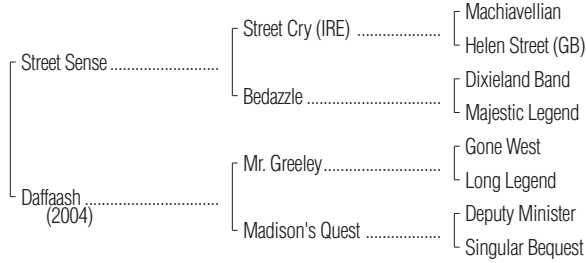 Machiavellian
Street Cry (IRE) ....................
Helen Street (GB)
Street Sense ..........................
Dixieland Band
Bedazzle .................................
Majestic Legend
Gone West
Mr. Greeley.............................
Long Legend
Daffaash ................................
(2004)
Deputy Minister
Madison's Quest ..................
Singular Bequest